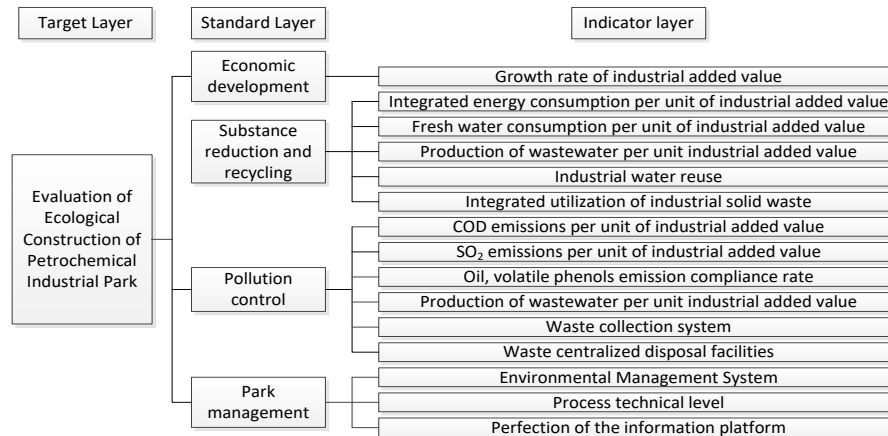 Target Layer
Standard Layer
Indicator layer
Evaluation of
Ecological
Construction of
Petrochemical
Industrial Park
Economic
development
Growth rate of industrial added value
Substance
reduction and
recycling
Integrated energy consumption per unit of industrial added value
Fresh water consumption per unit of industrial added value
Production of wastewater per unit industrial added value
Industrial water reuse
Integrated utilization of industrial solid waste
Pollution
control
COD emissions per unit of industrial added value
SO₂ emissions per unit of industrial added value
Oil, volatile phenols emission compliance rate
Production of wastewater per unit industrial added value
Waste collection system
Waste centralized disposal facilities
Park
management
Environmental Management System
Process technical level
Perfection of the information platform